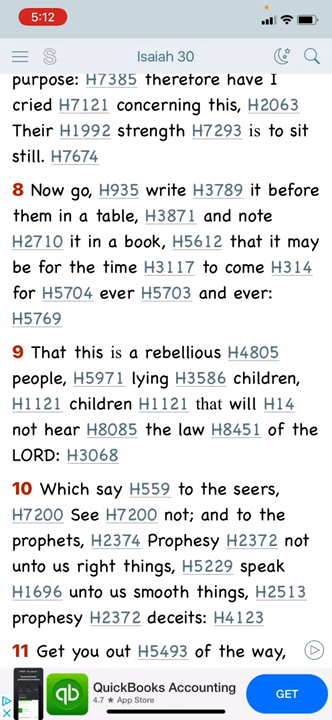 5:12
S
Isaiah 30
purpose: H7385 therefore have I
cried H7121 concerning this, H2063
Their H1992 strength H7293 is to sit
still. H7674
8 Now go, H935 write H3789 it before
them in a table, H3871 and note
H2710 it in a book, H5612 that it may
be for the time H3117 to come H314
for H5704 ever H5703 and ever:
H5769
9 That this is a rebellious H4805
people, H5971 lying H3586 children,
H1121 children H1121 that will H14
not hear H8085 the law H8451 of the
LORD: H3068
10 Which say H559 to the seers,
H7200 See H7200 not; and to the
prophets, H2374 Prophesy H2372 not
unto us right things, H5229 speak
H1696 unto us smooth things, H2513
prophesy H2372 deceits: H4123
11 Get you out H5493 of the way,
qb
QuickBooks Accounting
4.7 ★ App Store
GET